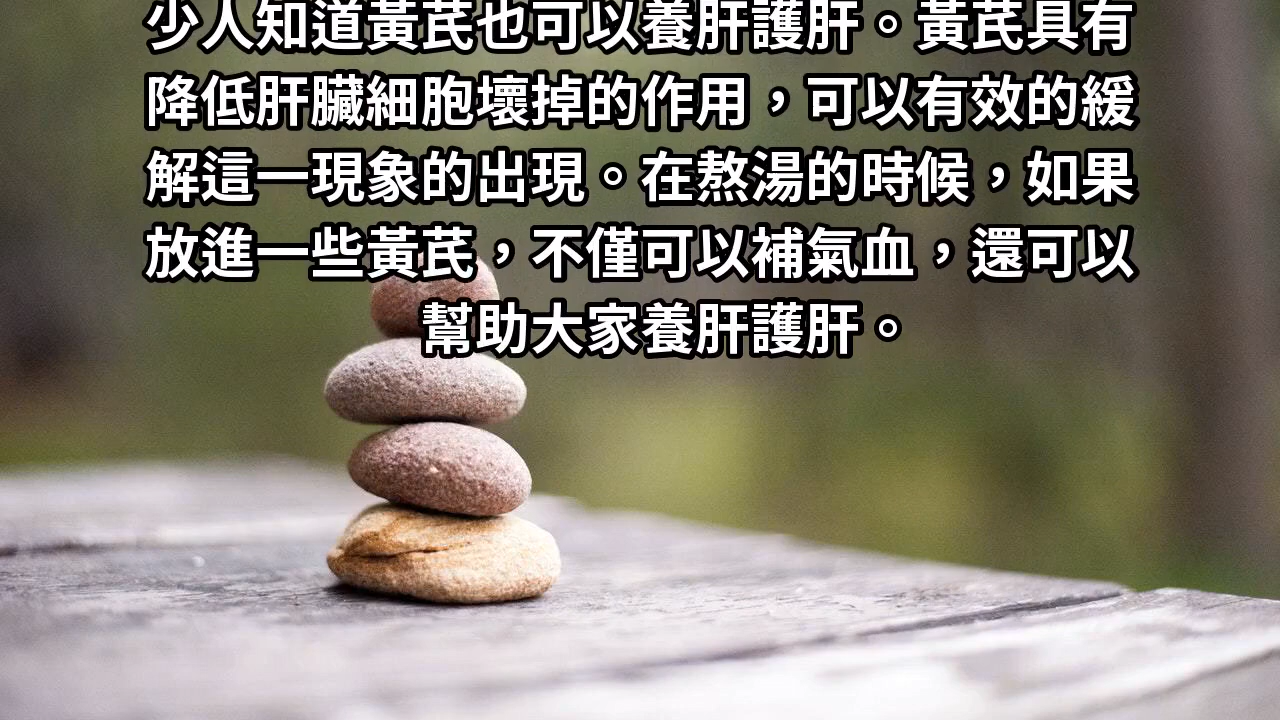 少人知道黃芪也可以養肝護肝。黃芪具有
降低肝臟細胞壞掉的作用，可以有效的緩
解這一現象的出現。在熬湯的時候，如果
放進一些黃芪，不僅可以補氣血，還可以
幫助大家養肝護肝。